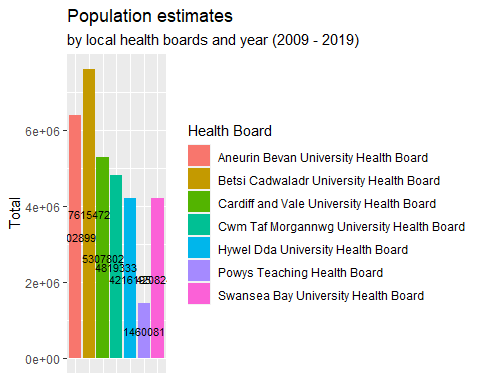 Population estimates
by local health boards and year (2009 - 2019)
Total
6e+06
4e+06
2e+06
0e+00
7615472
02899
5307802
4819333
1460081
Health Board
Aneurin Bevan University Health Board
Betsi Cadwaladr University Health Board
Cardiff and Vale University Health Board
Cwm Taf Morgannwg University Health Board
Hywel Dda University Health Board
Powys Teaching Health Board
Swansea Bay University Health Board